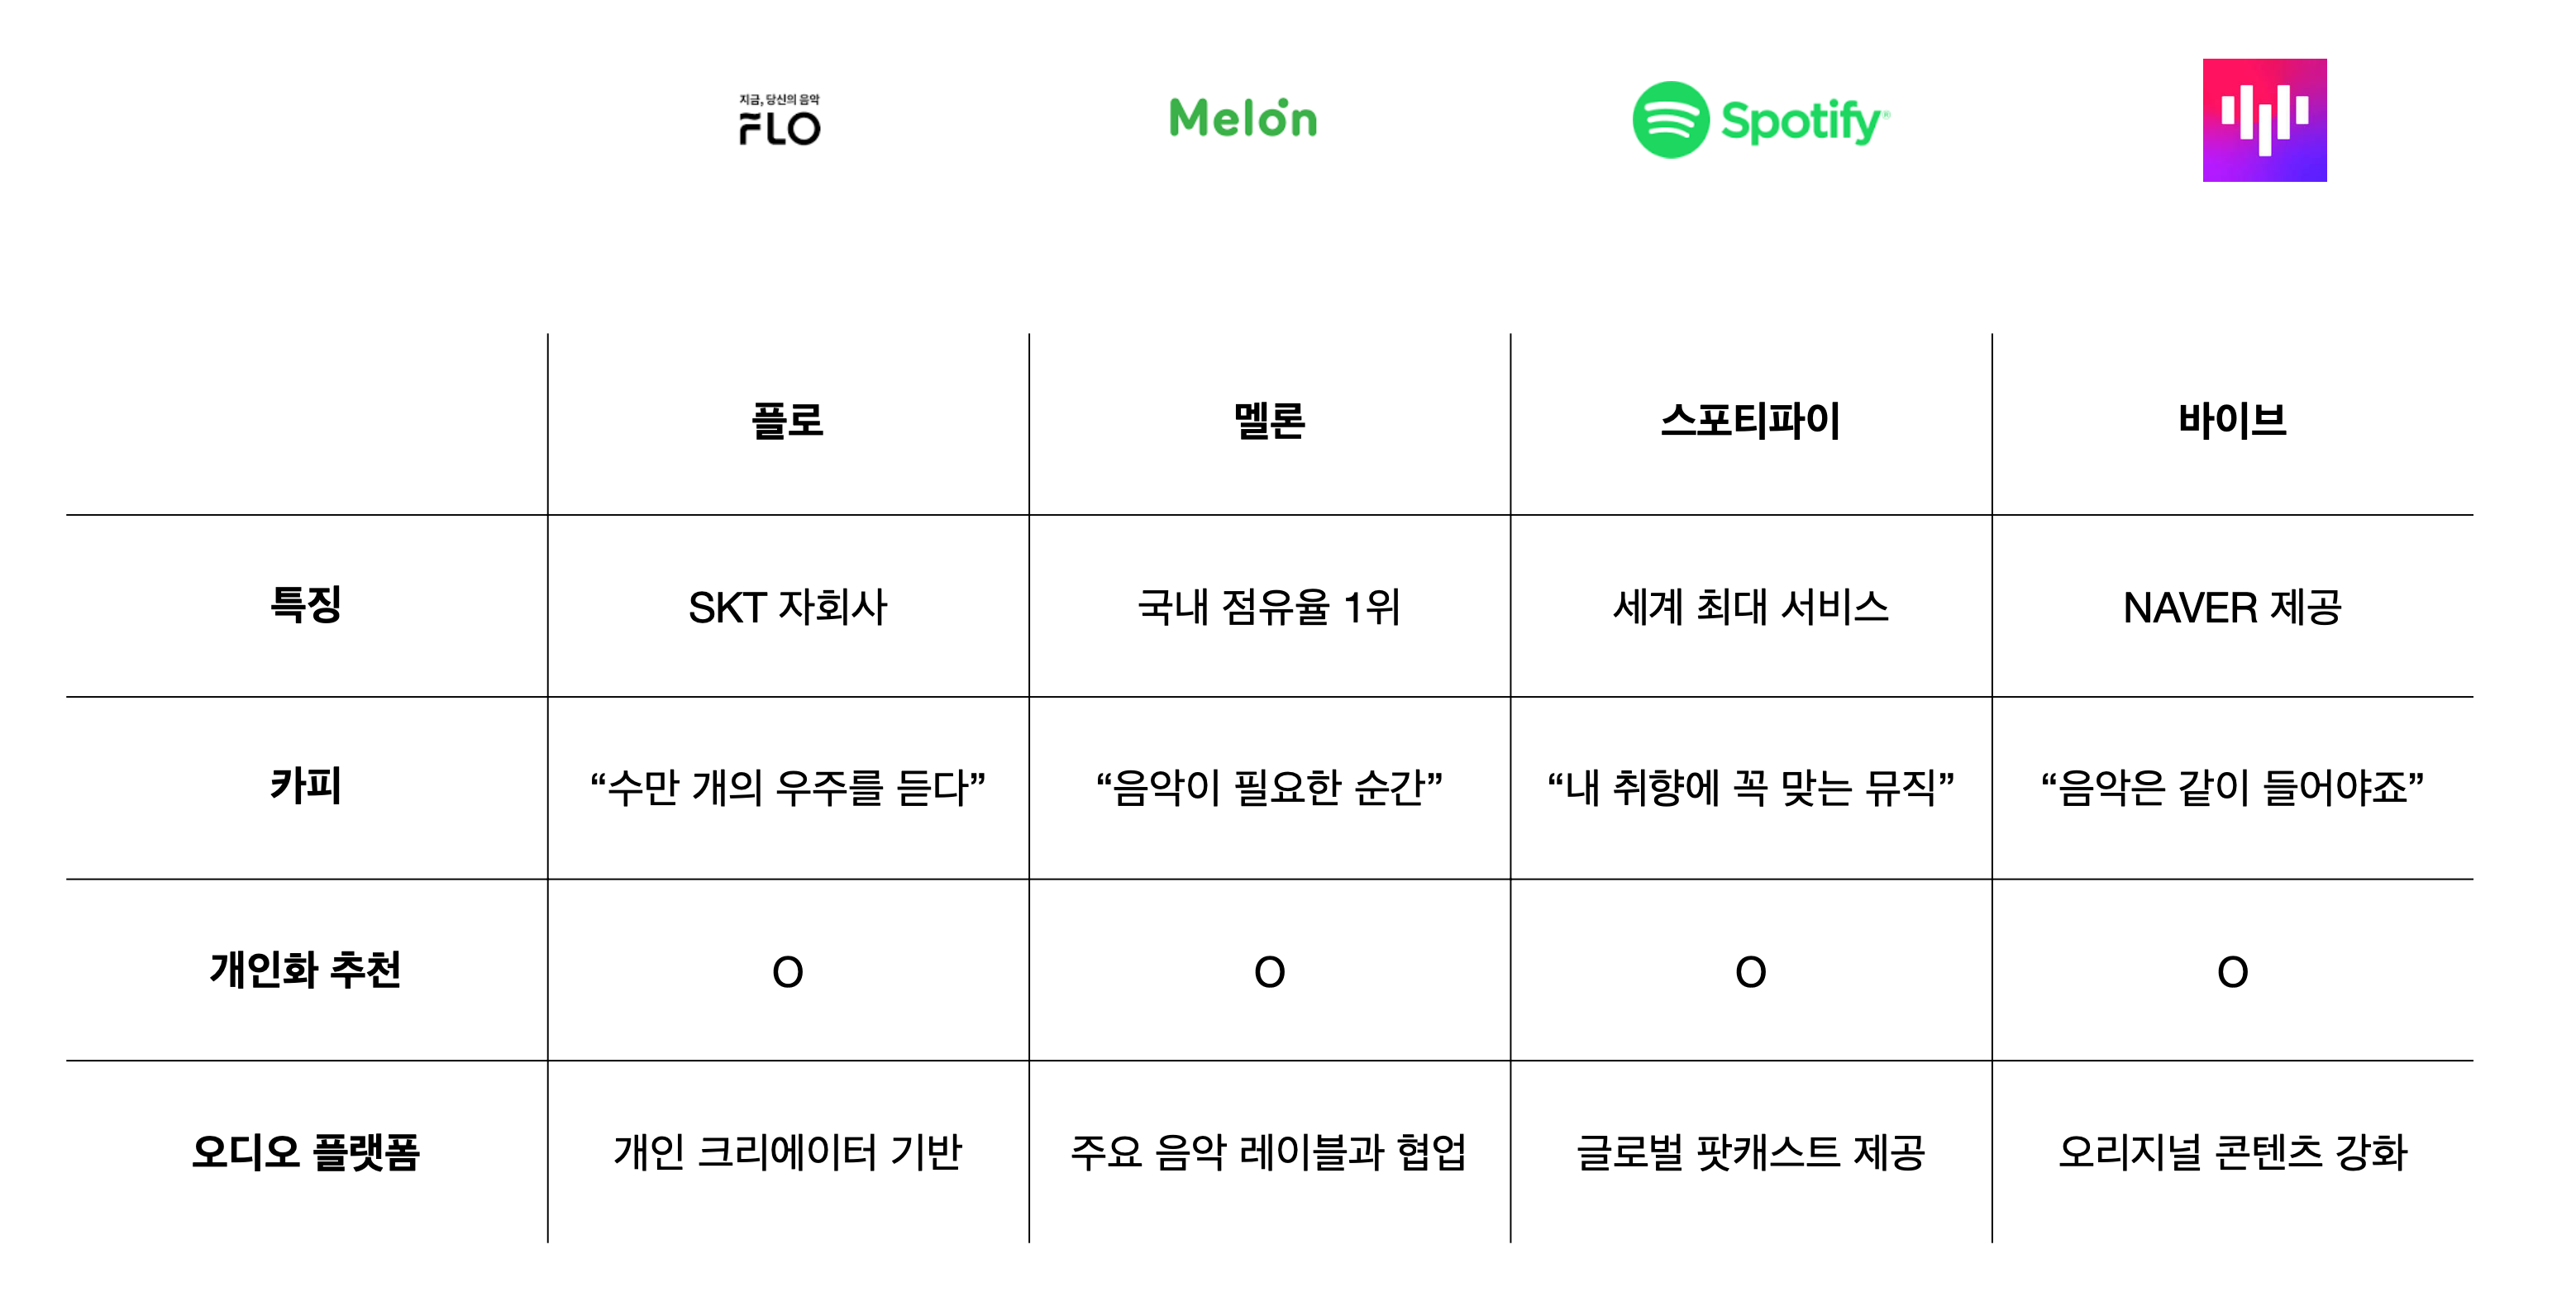 지금, 당신의 음악
FLO
Melon
Spotify®
플로 멜론 스포티파이 바이브
특징 SKT 자회사 국내 점유율 1위 세계 최대 서비스 NAVER 제공
카피 “수만 개의 우주를 듣다” “음악이 필요한 순간” “내 취향에 꼭 맞는 뮤직” “음악은 같이 들어야죠”
개인화 추천 O O O O
오디오 플랫폼 개인 크리에이터 기반 주요 음악 레이블과 협업 글로벌 팟캐스트 제공 오리지널 콘텐츠 강화